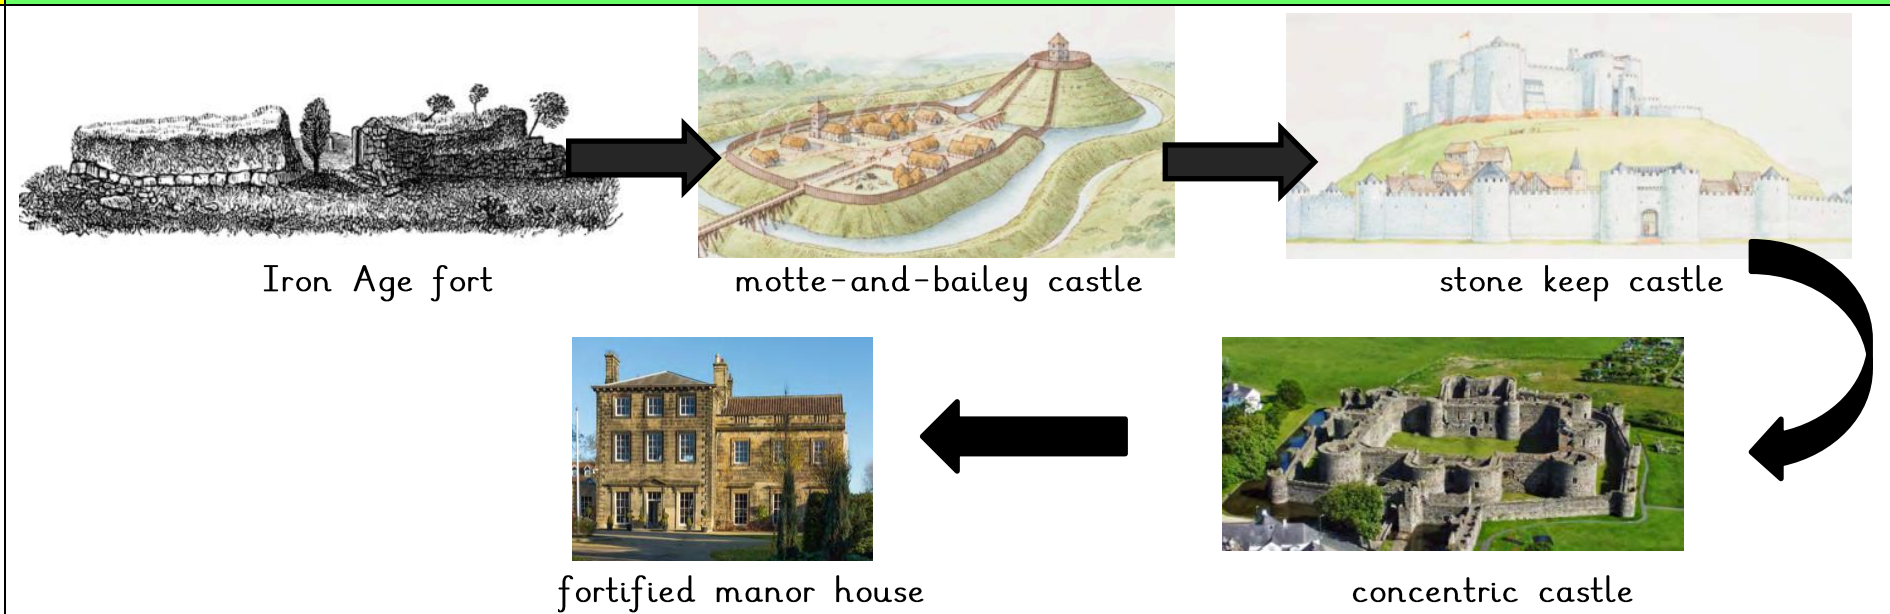 Iron Age fort
motte-and-bailey castle
stone keep castle
fortified manor house
concentric castle